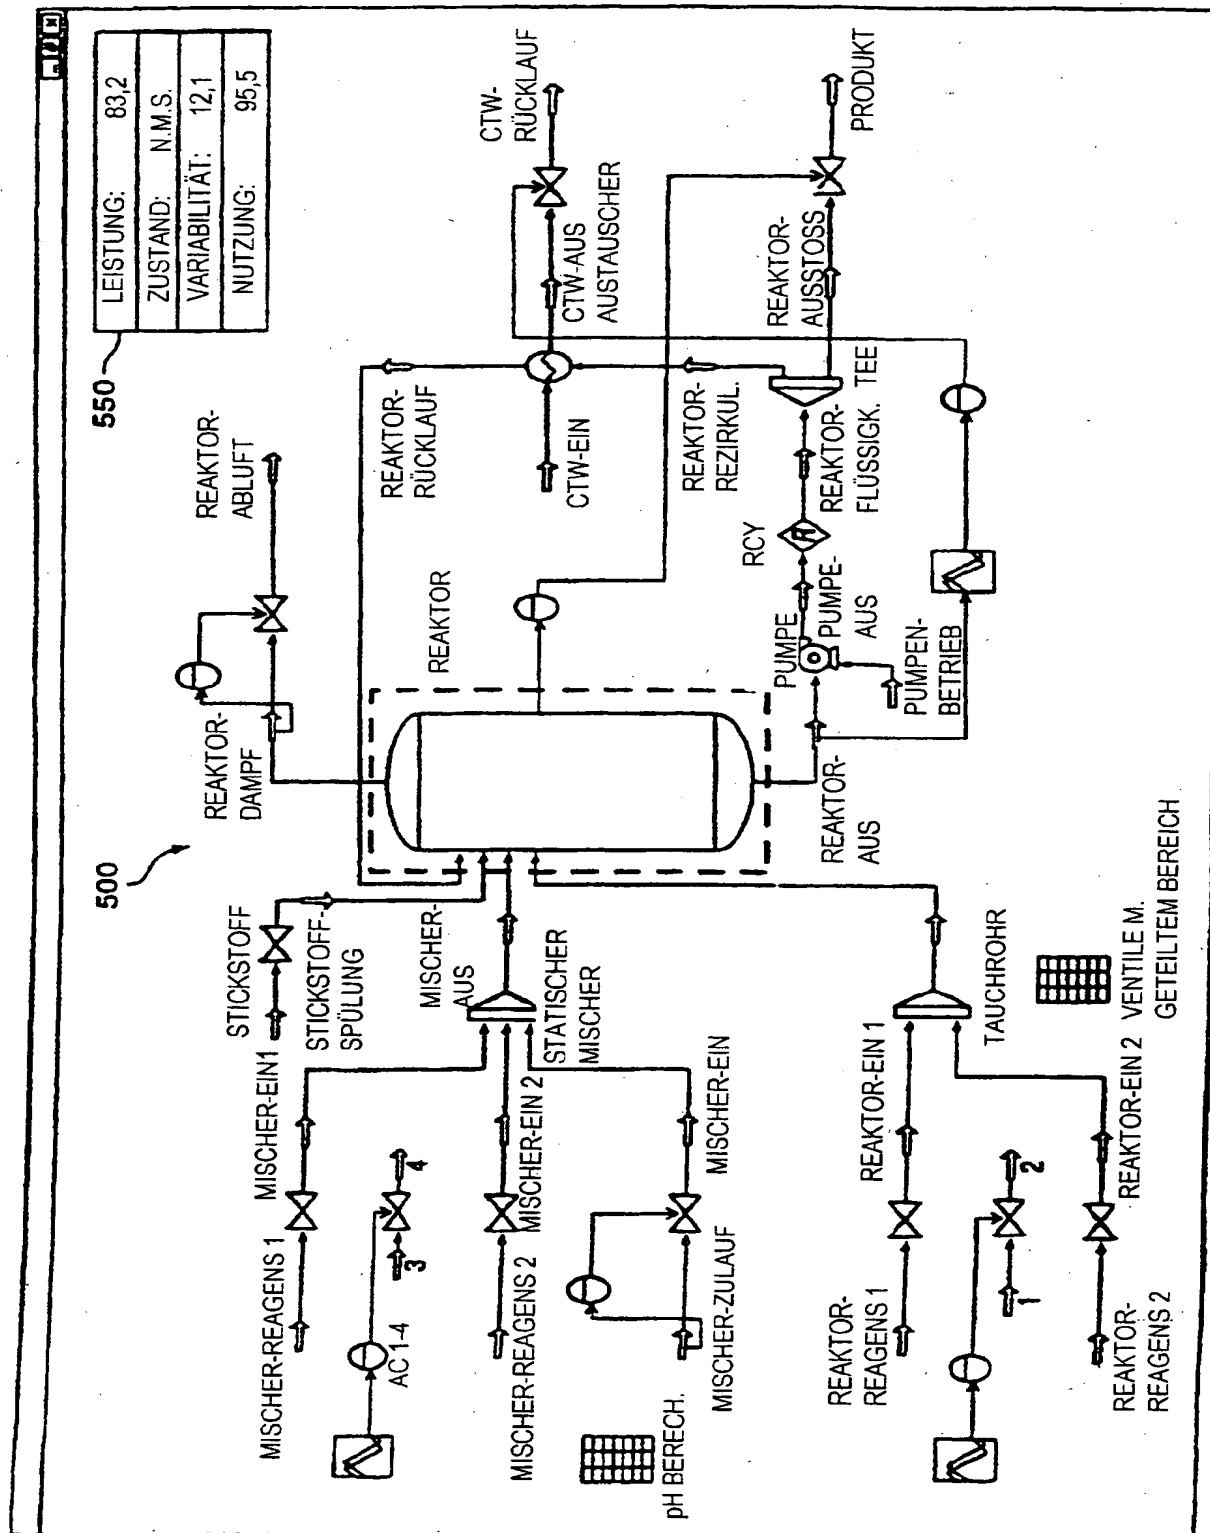 550
LEISTUNG: 83,2
ZUSTAND: N.M.S.
VARIABILITÄT: 12,1
NUTZUNG: 95,5
500
STICKSTOFF
STICKSTOFF-
SPÜLUNG
REAKTOR-
DAMPF
REAKTOR-
ABLUFT
REAKTOR-
RÜCKLAUF
CTW-EIN
CTW-AUS
AUSTAUSCHER
CTW-
RÜCKLAUF
MISCHER-REAGENS 1
MISCHER-EIN1
AC 1-4
3
4
MISCHER-REAGENS 2
MISCHER-EIN 2
MISCHER-
AUS
STATISCHER
MISCHER
REAKTOR
REAKTOR-
REZIRKUL.
REAKTOR-
AUSSTOSS
PRODUKT
pH BERECH.
MISCHER-ZULAUF
MISCHER-EIN
REAKTOR-
AUS
PUMPE
PUMPE-
AUS
PUMPEN-
BETRIEB
RCY
REAKTOR-
FLÜSSIGK.
TEE
REAKTOR-
REAGENS 1
REAKTOR-EIN 1
TAUCHROHR
1
2
REAKTOR-
REAGENS 2
REAKTOR-EIN 2
VENTILE M.
GETEILTEM BEREICH